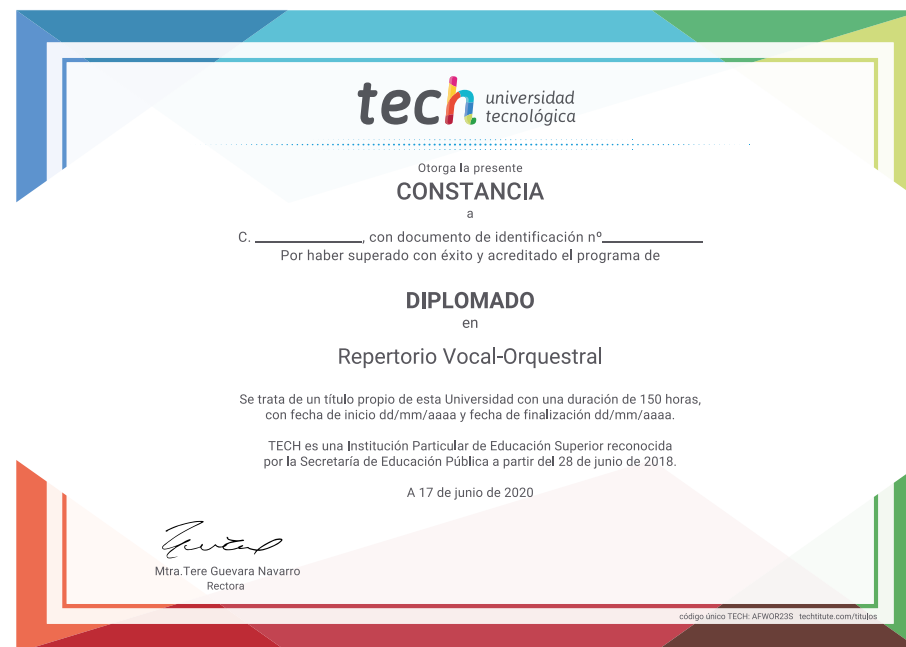 tech universidad
tecnológica
Otorga la presente
CONSTANCIA
a
C. ____________, con documento de identificación nº____________
Por haber superado con éxito y acreditado el programa de
DIPLOMADO
en
Repertorio Vocal-Orquestral
Se trata de un título propio de esta Universidad con una duración de 150 horas,
con fecha de inicio dd/mm/aaaa y fecha de finalización dd/mm/aaaa.
TECH es una Institución Particular de Educación Superior reconocida
por la Secretaría de Educación Pública a partir del 28 de junio de 2018.
A 17 de junio de 2020
Mtra.Tere Guevara Navarro
Rectora
código único TECH: AFWOR23S techtitute.com/titulos